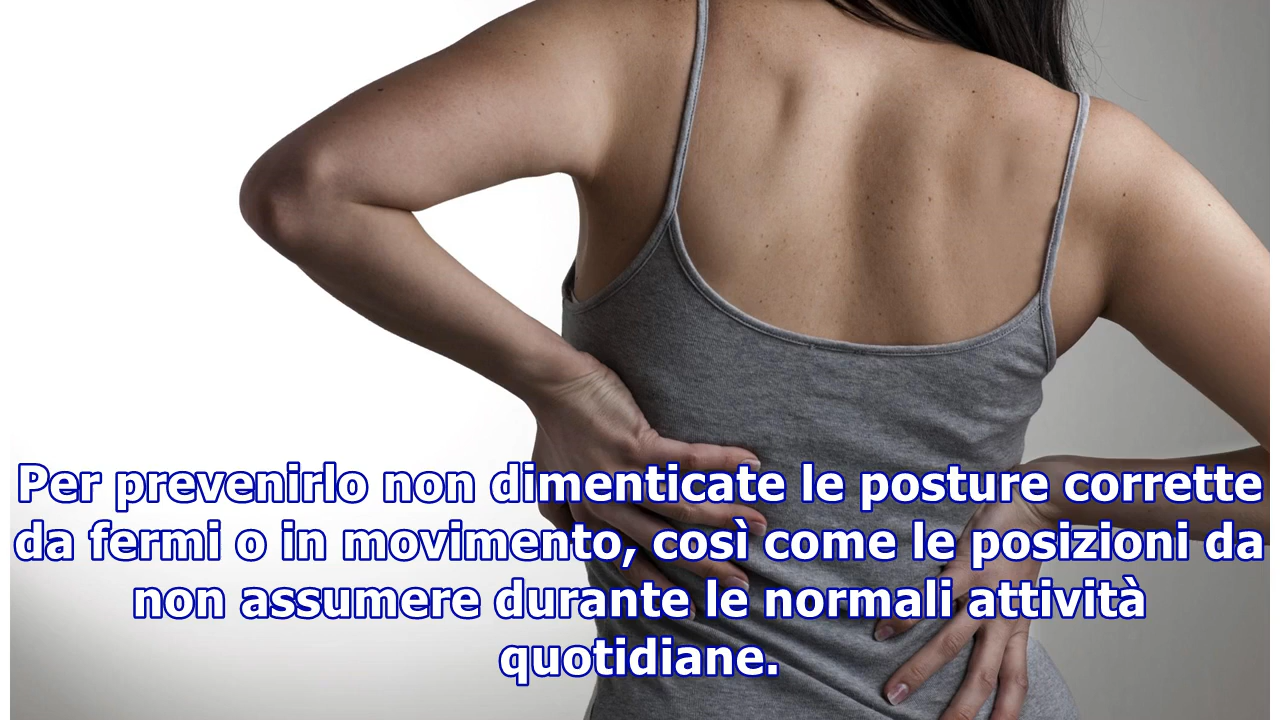 Per prevenirlo non dimenticate le posture corrette
da fermi o in movimento, così come le posizioni da
non assumere durante le normali attività
quotidiane.